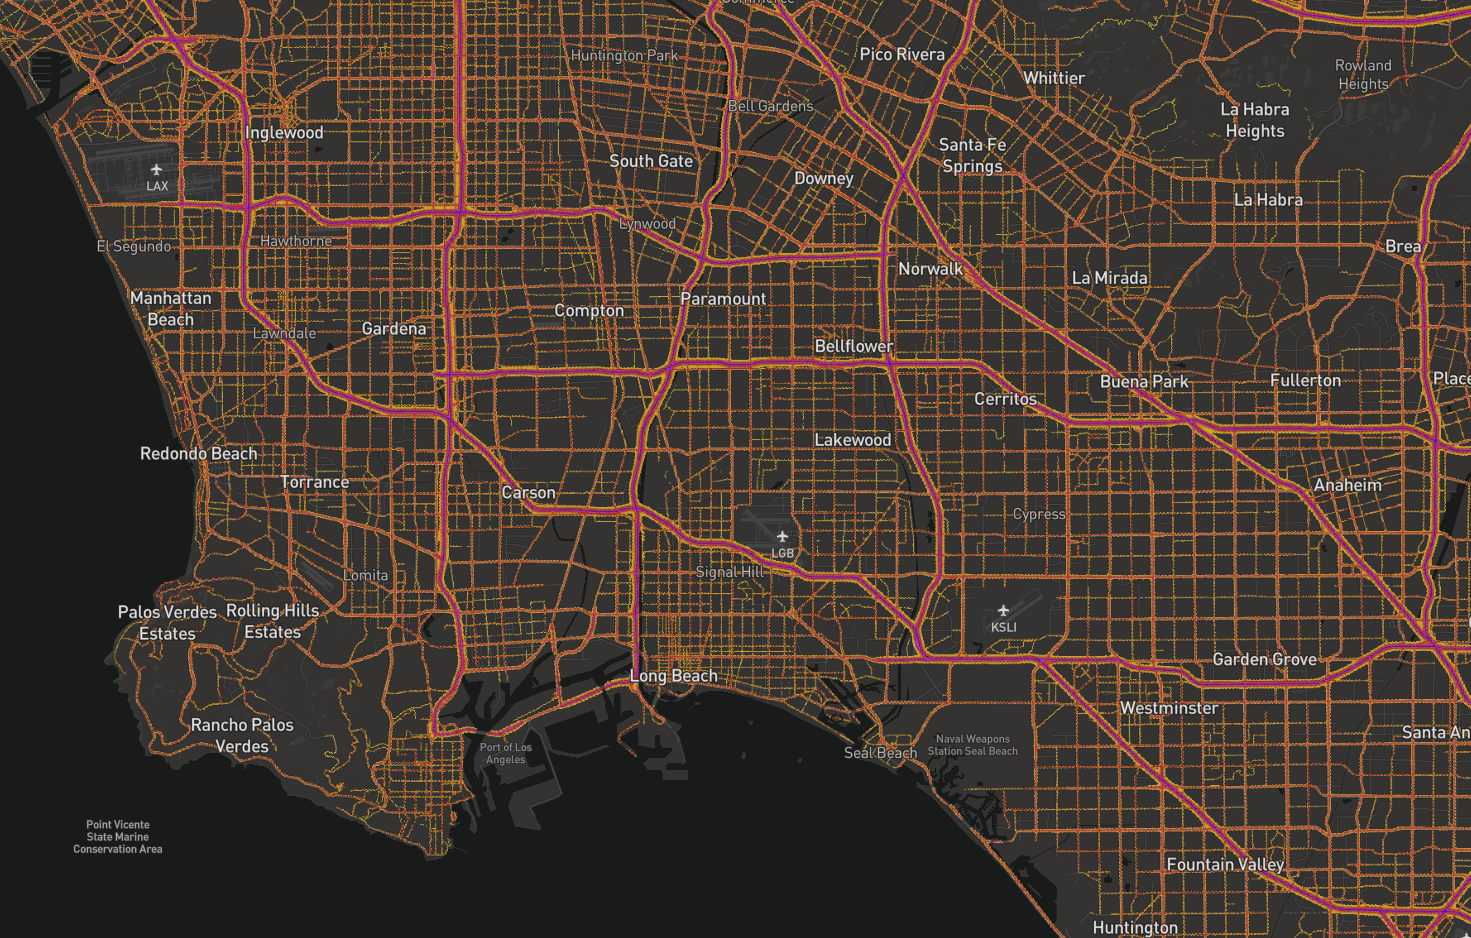 Commerce
Huntington Park
Pico Rivera
Whittier
Rowland
Heights
Bell Gardens
La Habra
Heights
Inglewood
South Gate
Santa Fe
Springs
Downey
LAX
La Habra
Lynwood
El Segundo
Hawthorne
Brea
Norwalk
La Mirada
Manhattan
Beach
Paramount
Compton
Lawndale
Gardena
Bellflower
Buena Park
Fullerton
Place
Cerritos
Lakewood
Redondo Beach
Torrance
Carson
Anaheim
Cypress
LGB
Signal Hill
Lomita
Palos Verdes
Estates
Rolling Hills
Estates
KSLI
Garden Grove
Long Beach
Westminster
Rancho Palos
Verdes
Santa An
Port of Los
Angeles
Seal Beach
Naval Weapons
Station Seal Beach
Point Vicente
State Marine
Conservation Area
Fountain Valley
Huntington